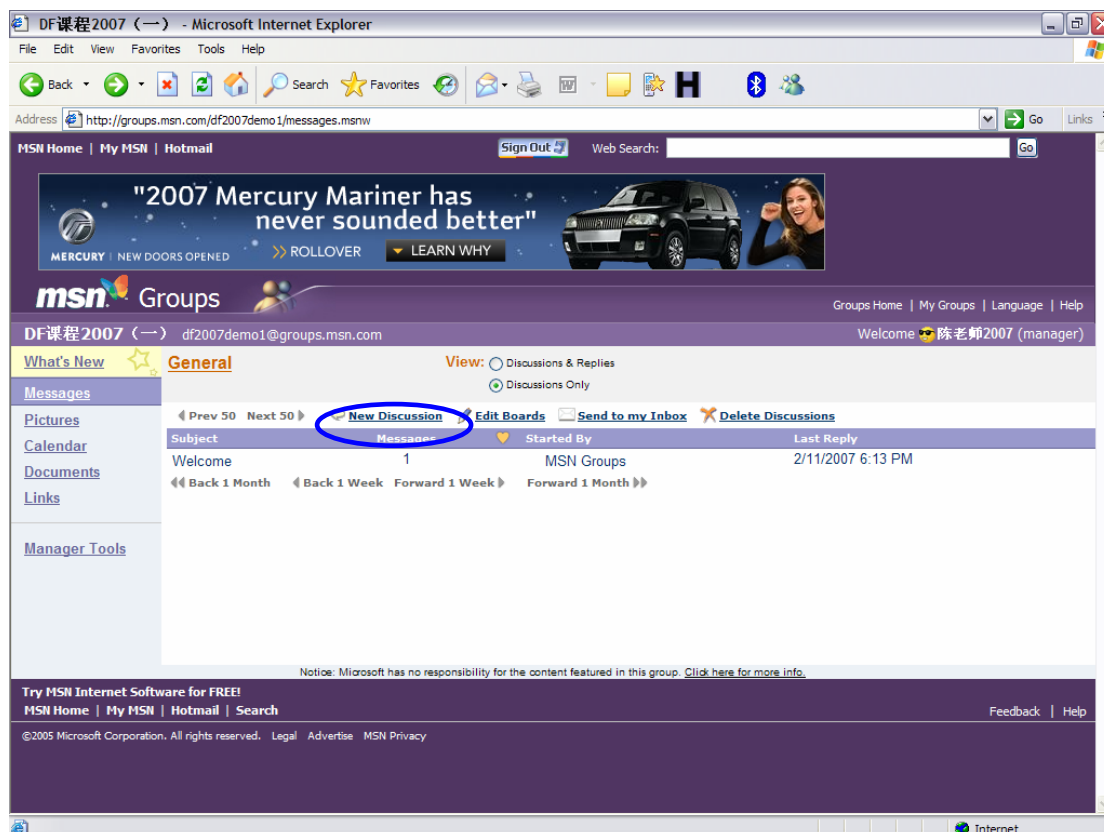 DF课程2007（一） - Microsoft Internet Explorer
File Edit View Favorites Tools Help
Back Search Favorites
Address http://groups.msn.com/df2007demo1/messages.msnw Go Links
MSN Home | My MSN | Hotmail Sign Out Web Search: Go
"2007 Mercury Mariner has
never sounded better"
MERCURY | NEW DOORS OPENED ROLLOVER LEARN WHY
msn Groups
Groups Home | My Groups | Language | Help
DF课程2007（一） df2007demo1@groups.msn.com Welcome 陈老师2007 (manager)
What's New General View: Discussions & Replies
Discussions Only
Messages
Prev 50 Next 50 New Discussion Edit Boards Send to my Inbox Delete Discussions
Pictures
Subject Messages Started By Last Reply
Calendar
Welcome 1 MSN Groups 2/11/2007 6:13 PM
Documents
Back 1 Month Back 1 Week Forward 1 Week Forward 1 Month
Links
Manager Tools
Notice: Microsoft has no responsibility for the content featured in this group. Click here for more info.
Try MSN Internet Software for FREE!
MSN Home | My MSN | Hotmail | Search Feedback | Help
©2005 Microsoft Corporation. All rights reserved. Legal Advertise MSN Privacy
Internet